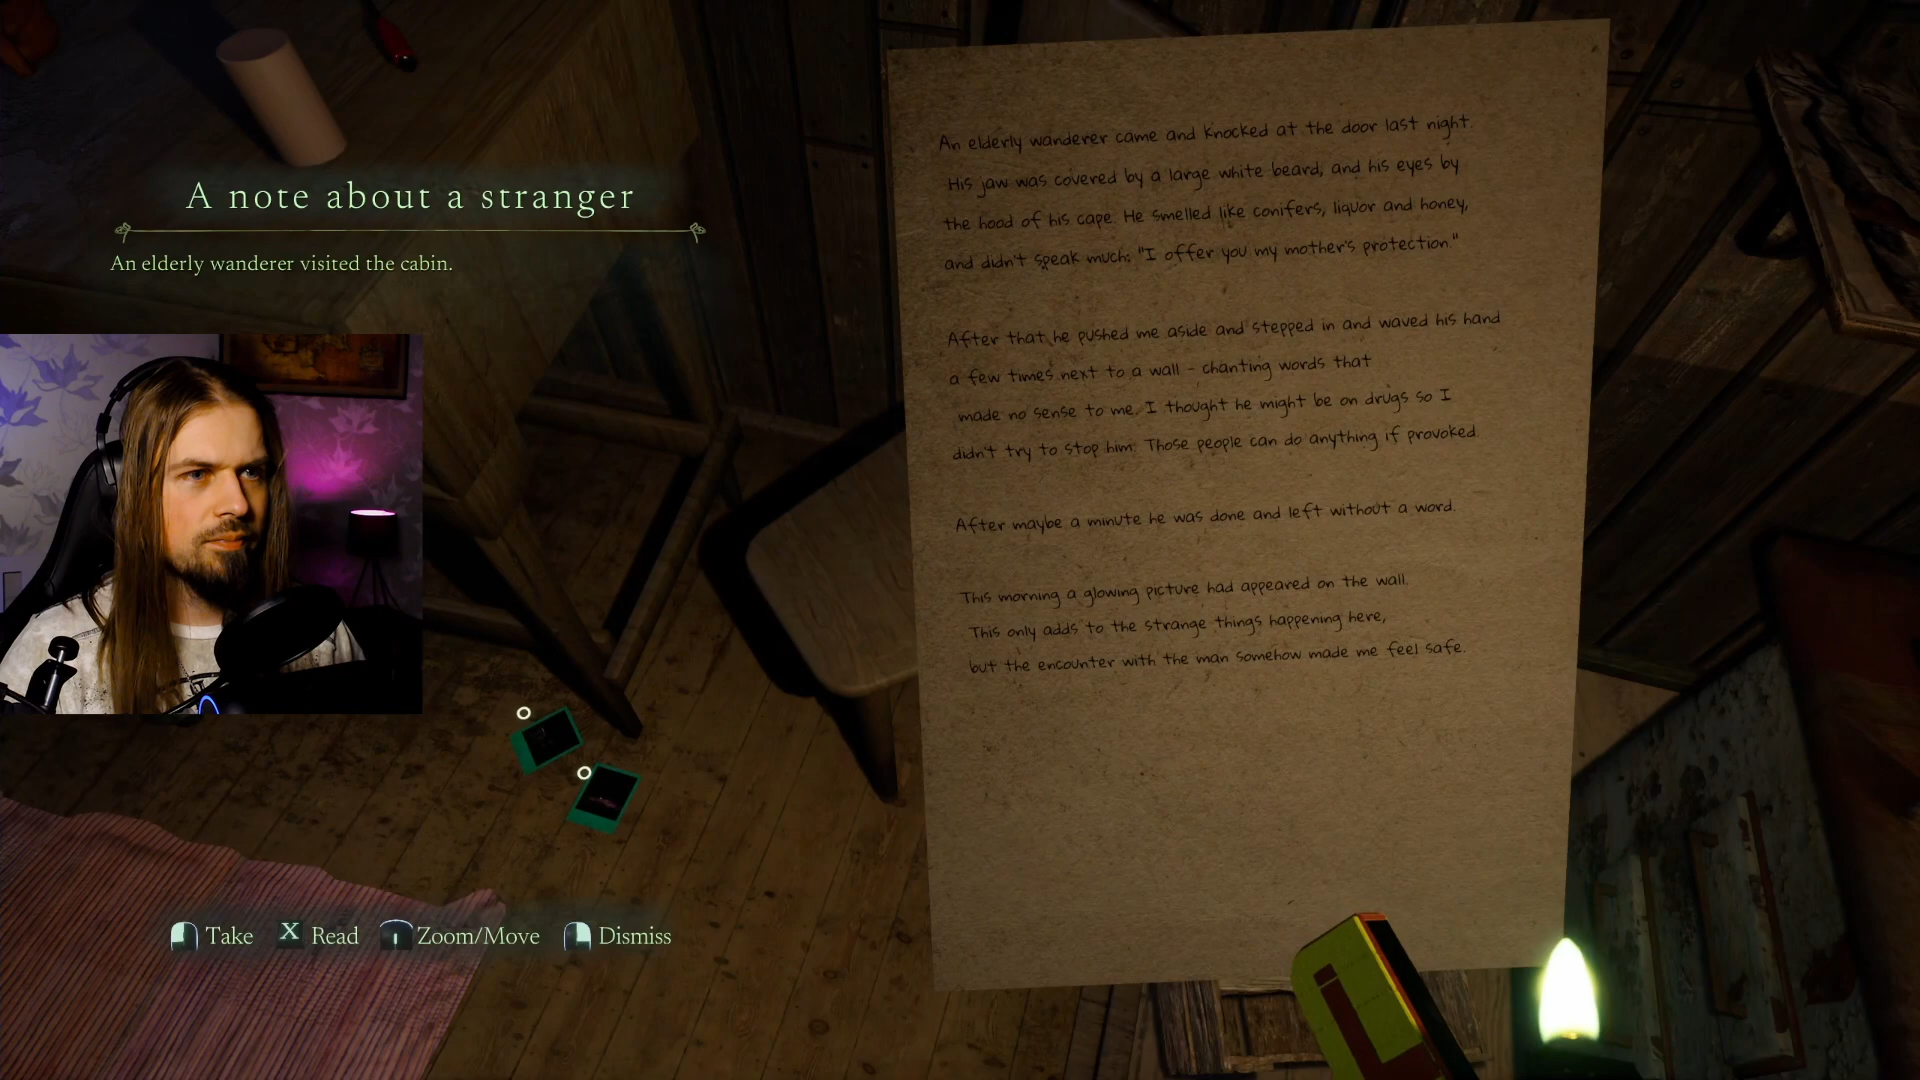 A note about a stranger
An elderly wanderer visited the cabin.
An elderly wanderer came and knocked at the door last night.
His jaw was covered by a large white beard, and his eyes by
the hood of his cape. He smelled like conifers, liquor and honey,
and didn't speak much: "I offer you my mother's protection."
After that he pushed me aside and stepped in and waved his hand
a few times next to a wall - chanting words that
made no sense to me. I thought he might be on drugs so I
didn't try to stop him. Those people can do anything if provoked.
After maybe a minute he was done and left without a word.
This morning a glowing picture had appeared on the wall.
This only adds to the strange things happening here,
but the encounter with the man somehow made me feel safe.
Take X Read Zoom/Move Dismiss